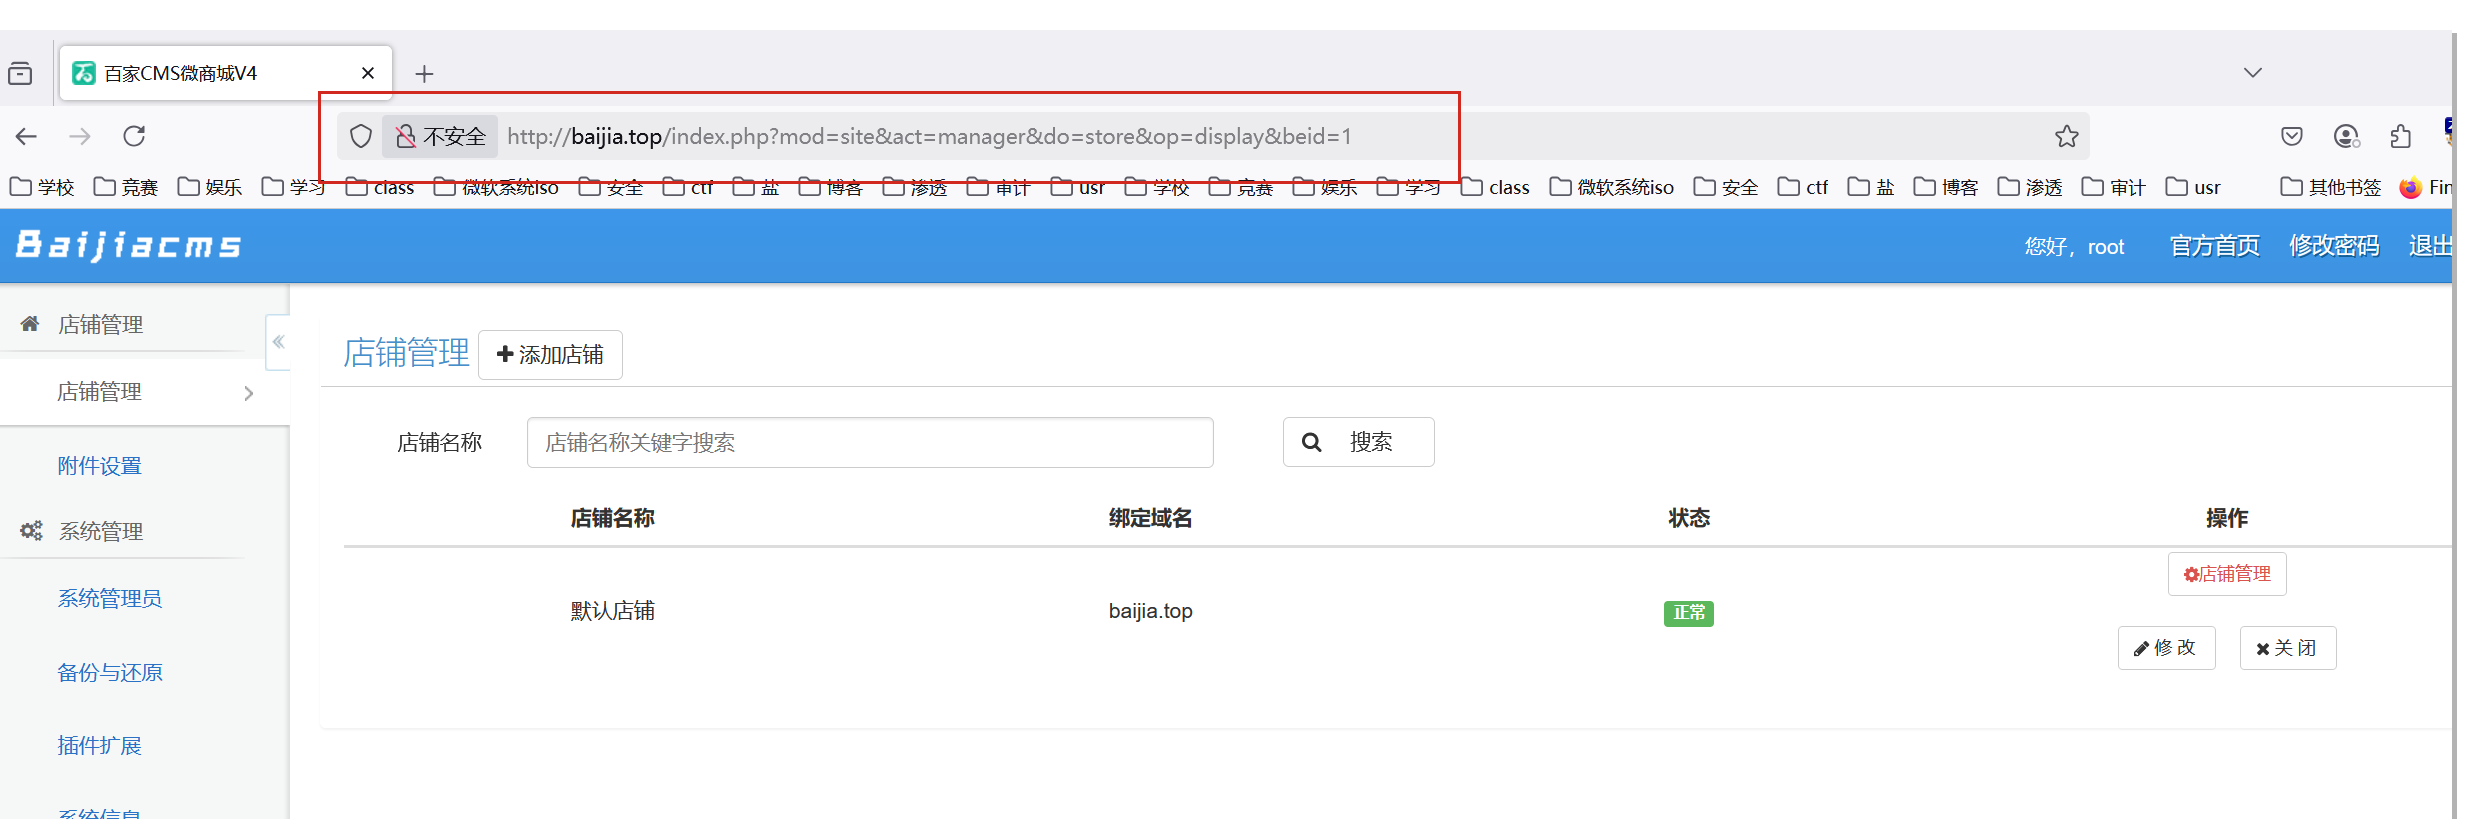 百家CMS微商城V4
不安全 http://baijia.top/index.php?mod=site&act=manager&do=store&op=display&beid=1
学校 竞赛 娱乐 学习 class 微软系统iso 安全 ctf 盐 博客 渗透 审计 usr 学校 竞赛 娱乐 学习 class 微软系统iso 安全 ctf 盐 博客 渗透 审计 usr 其他书签 Fin
Baijiacms 您好，root 官方首页 修改密码 退出
店铺管理
店铺管理
附件设置
系统管理
系统管理员
备份与还原
插件扩展
系统信息
店铺管理 添加店铺
店铺名称 店铺名称关键字搜索 搜索
店铺名称 绑定域名 状态 操作
默认店铺 baijia.top 正常 店铺管理
修 改 关 闭